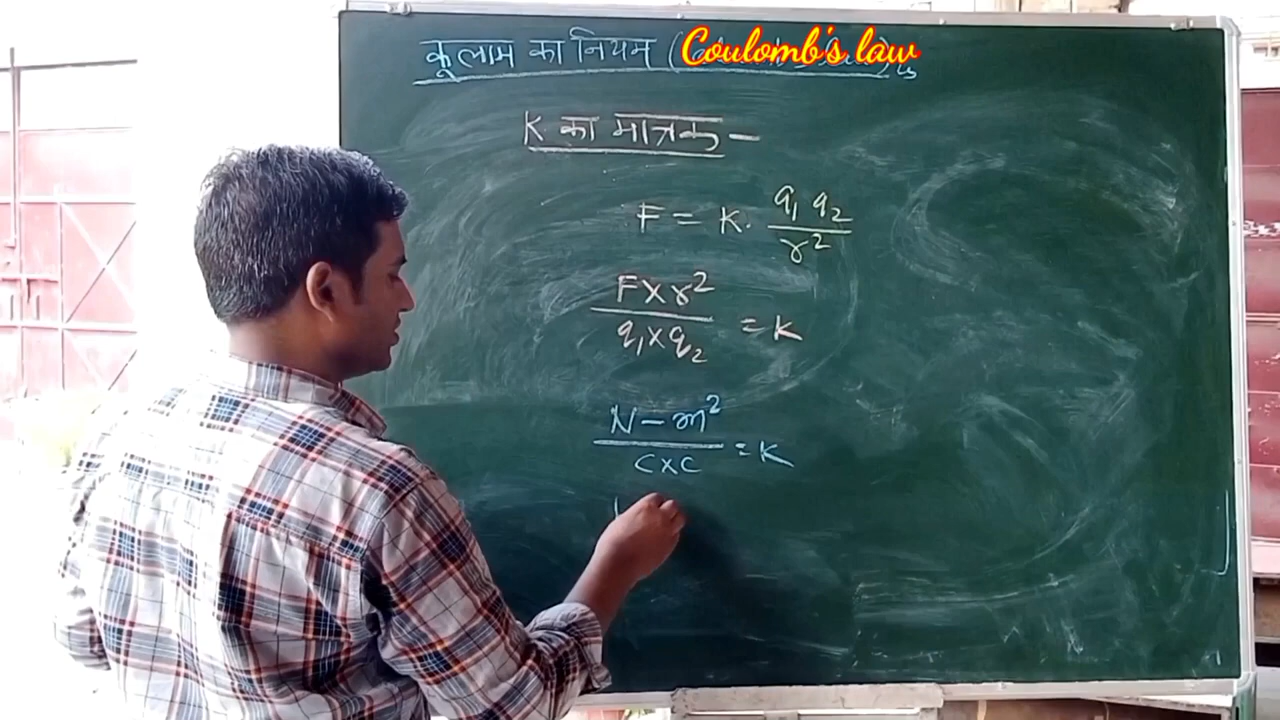 कूलाम का नियम ( Coulomb's law
K का मात्रक –
F = K. q₁ q₂ / r²
F×r² / q₁×q₂ = K
N – m² / C×C = K